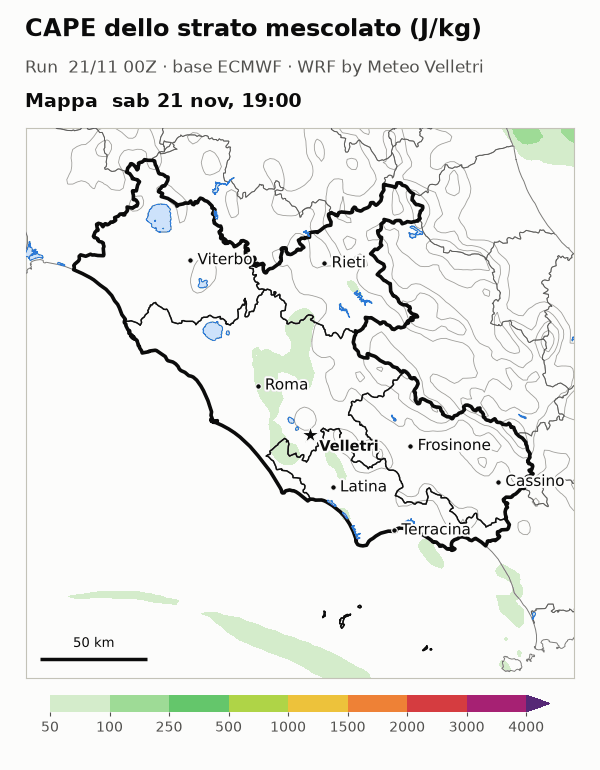 CAPE dello strato mescolato (J/kg)
Run  21/11 00Z · base ECMWF · WRF by Meteo Velletri
Mappa  sab 21 nov, 19:00
Viterbo
Rieti
Roma
Velletri
Frosinone
Latina
Cassino
Terracina
50 km
50 100 250 500 1000 1500 2000 3000 4000